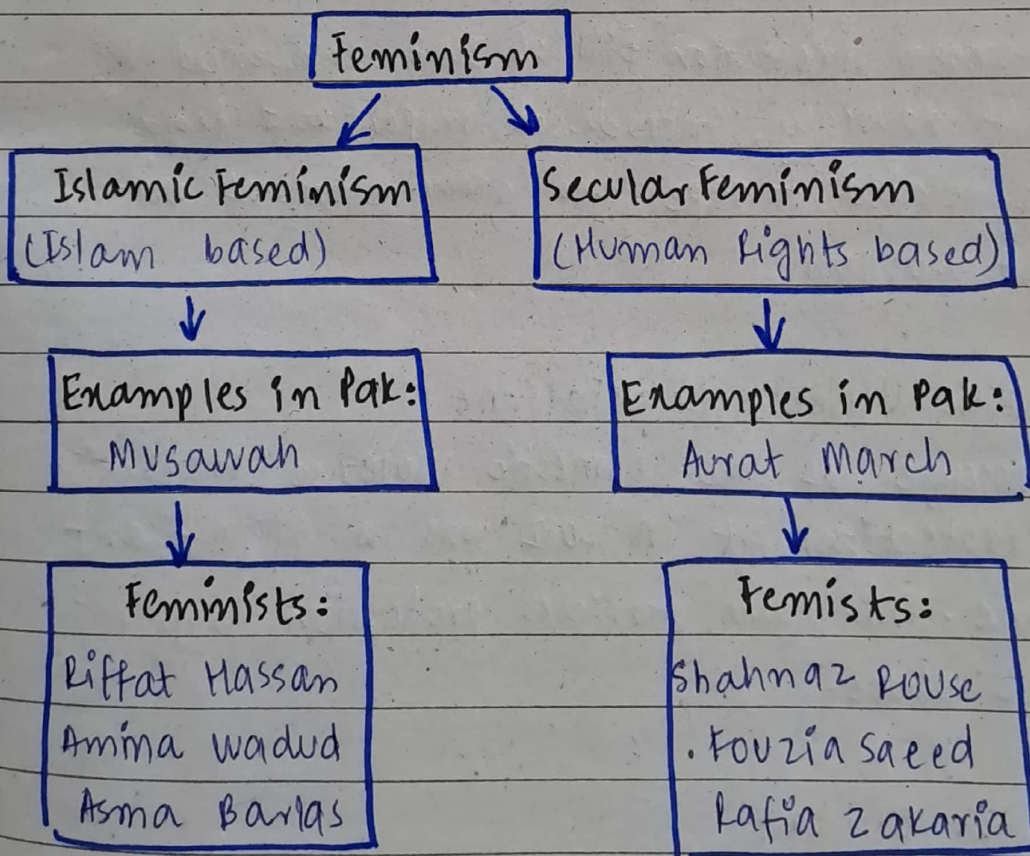 Feminism
Islamic Feminism
(Islam based)
Secular Feminism
(Human Rights based)
Examples in Pak:
Musawah
Examples in Pak:
Aurat March
Feminists:
Riffat Hassan
Amina Wadud
Asma Barlas
Femists:
Shahnaz Rouse
. Fouzia Saeed
Rafia Zakaria